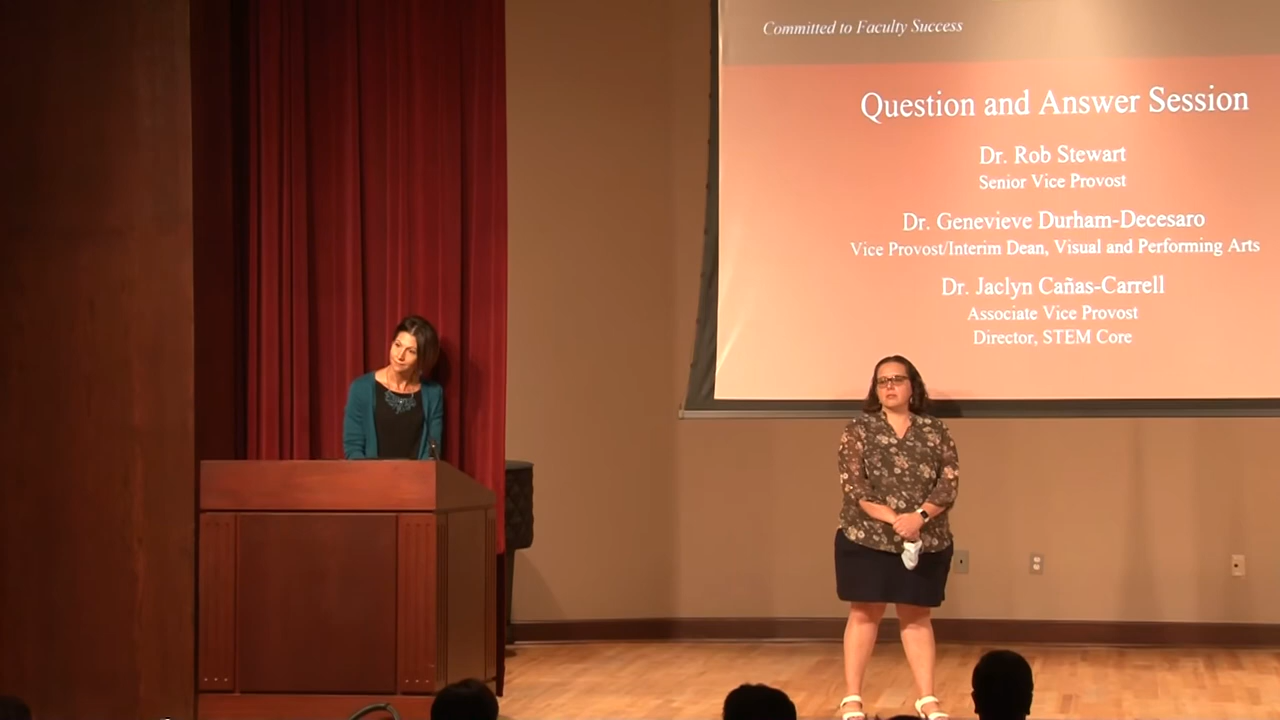 Committed to Faculty Success
Question and Answer Session
Dr. Rob Stewart
Senior Vice Provost
Dr. Genevieve Durham-Decesaro
Vice Provost/Interim Dean, Visual and Performing Arts
Dr. Jaclyn Cañas-Carrell
Associate Vice Provost
Director, STEM Core